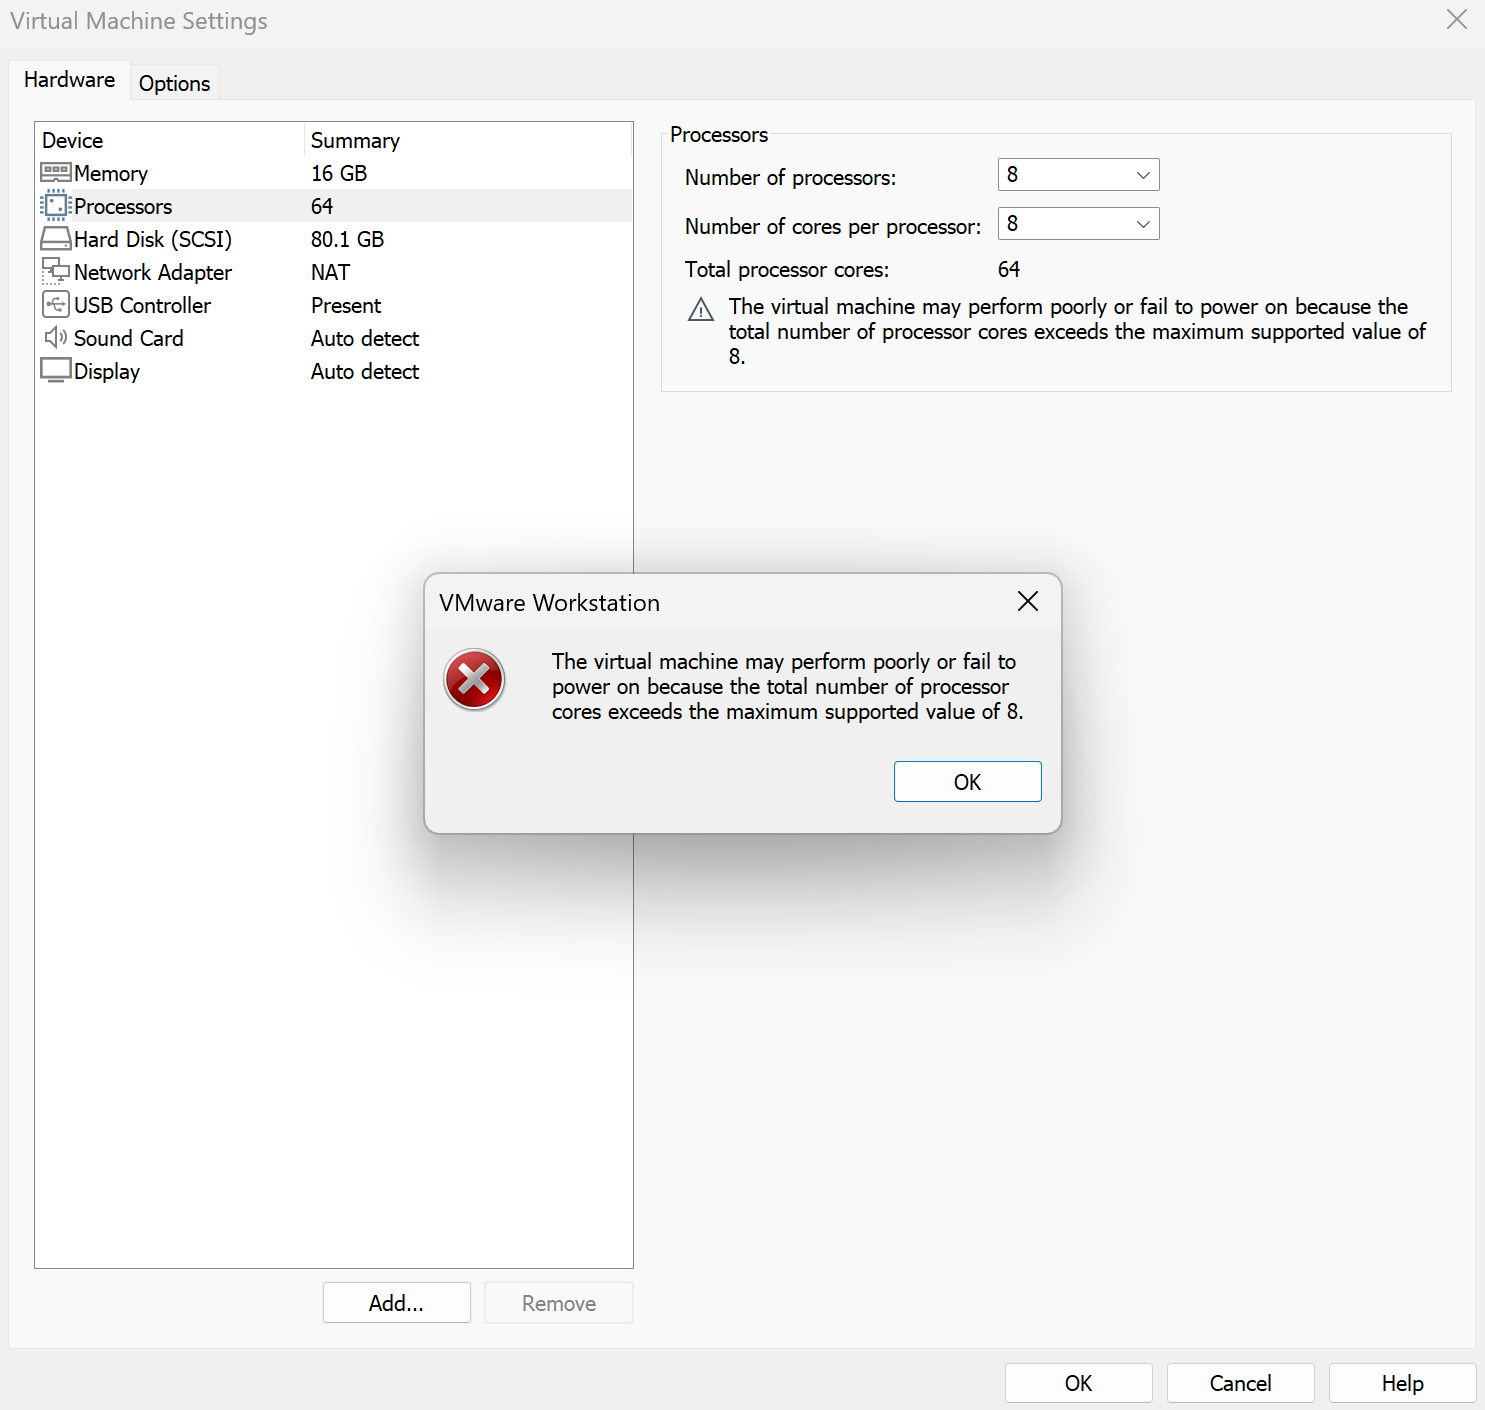 Virtual Machine Settings
Hardware
Options
Device Summary
Memory 16 GB
Processors 64
Hard Disk (SCSI) 80.1 GB
Network Adapter NAT
USB Controller Present
Sound Card Auto detect
Display Auto detect
Add...
Remove
Processors
Number of processors: 8
Number of cores per processor: 8
Total processor cores: 64
The virtual machine may perform poorly or fail to power on because the
total number of processor cores exceeds the maximum supported value of
8.
VMware Workstation
The virtual machine may perform poorly or fail to
power on because the total number of processor
cores exceeds the maximum supported value of 8.
OK
OK
Cancel
Help